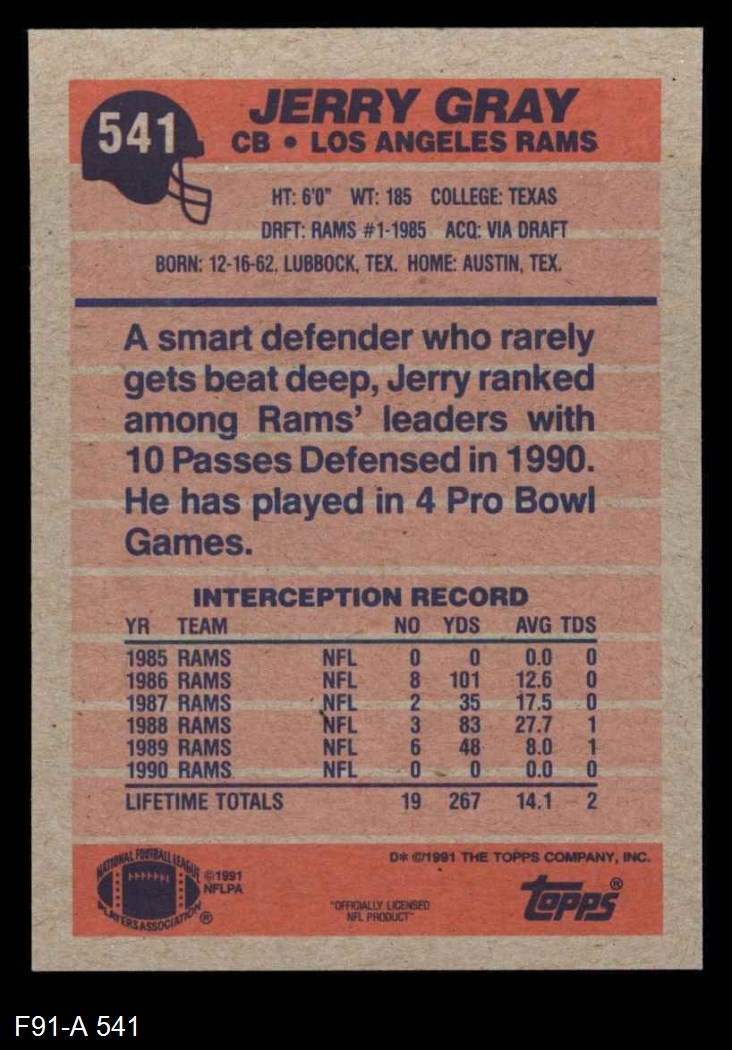 541
JERRY GRAY
CB • LOS ANGELES RAMS
HT: 6'0" WT: 185 COLLEGE: TEXAS
DRFT: RAMS #1-1985 ACQ: VIA DRAFT
BORN: 12-16-62, LUBBOCK, TEX. HOME: AUSTIN, TEX.
A smart defender who rarely
gets beat deep, Jerry ranked
among Rams' leaders with
10 Passes Defensed in 1990.
He has played in 4 Pro Bowl
Games.
INTERCEPTION RECORD
YR TEAM NO YDS AVG TDS
1985 RAMS NFL 0 0 0.0 0
1986 RAMS NFL 8 101 12.6 0
1987 RAMS NFL 2 35 17.5 0
1988 RAMS NFL 3 83 27.7 1
1989 RAMS NFL 6 48 8.0 1
1990 RAMS NFL 0 0 0.0 0
LIFETIME TOTALS 19 267 14.1 2
NATIONAL FOOTBALL LEAGUE
PLAYERS ASSOCIATION ®
©1991
NFLPA
"OFFICIALLY LICENSED
NFL PRODUCT"
D* ©1991 THE TOPPS COMPANY, INC.
topps®
F91-A 541